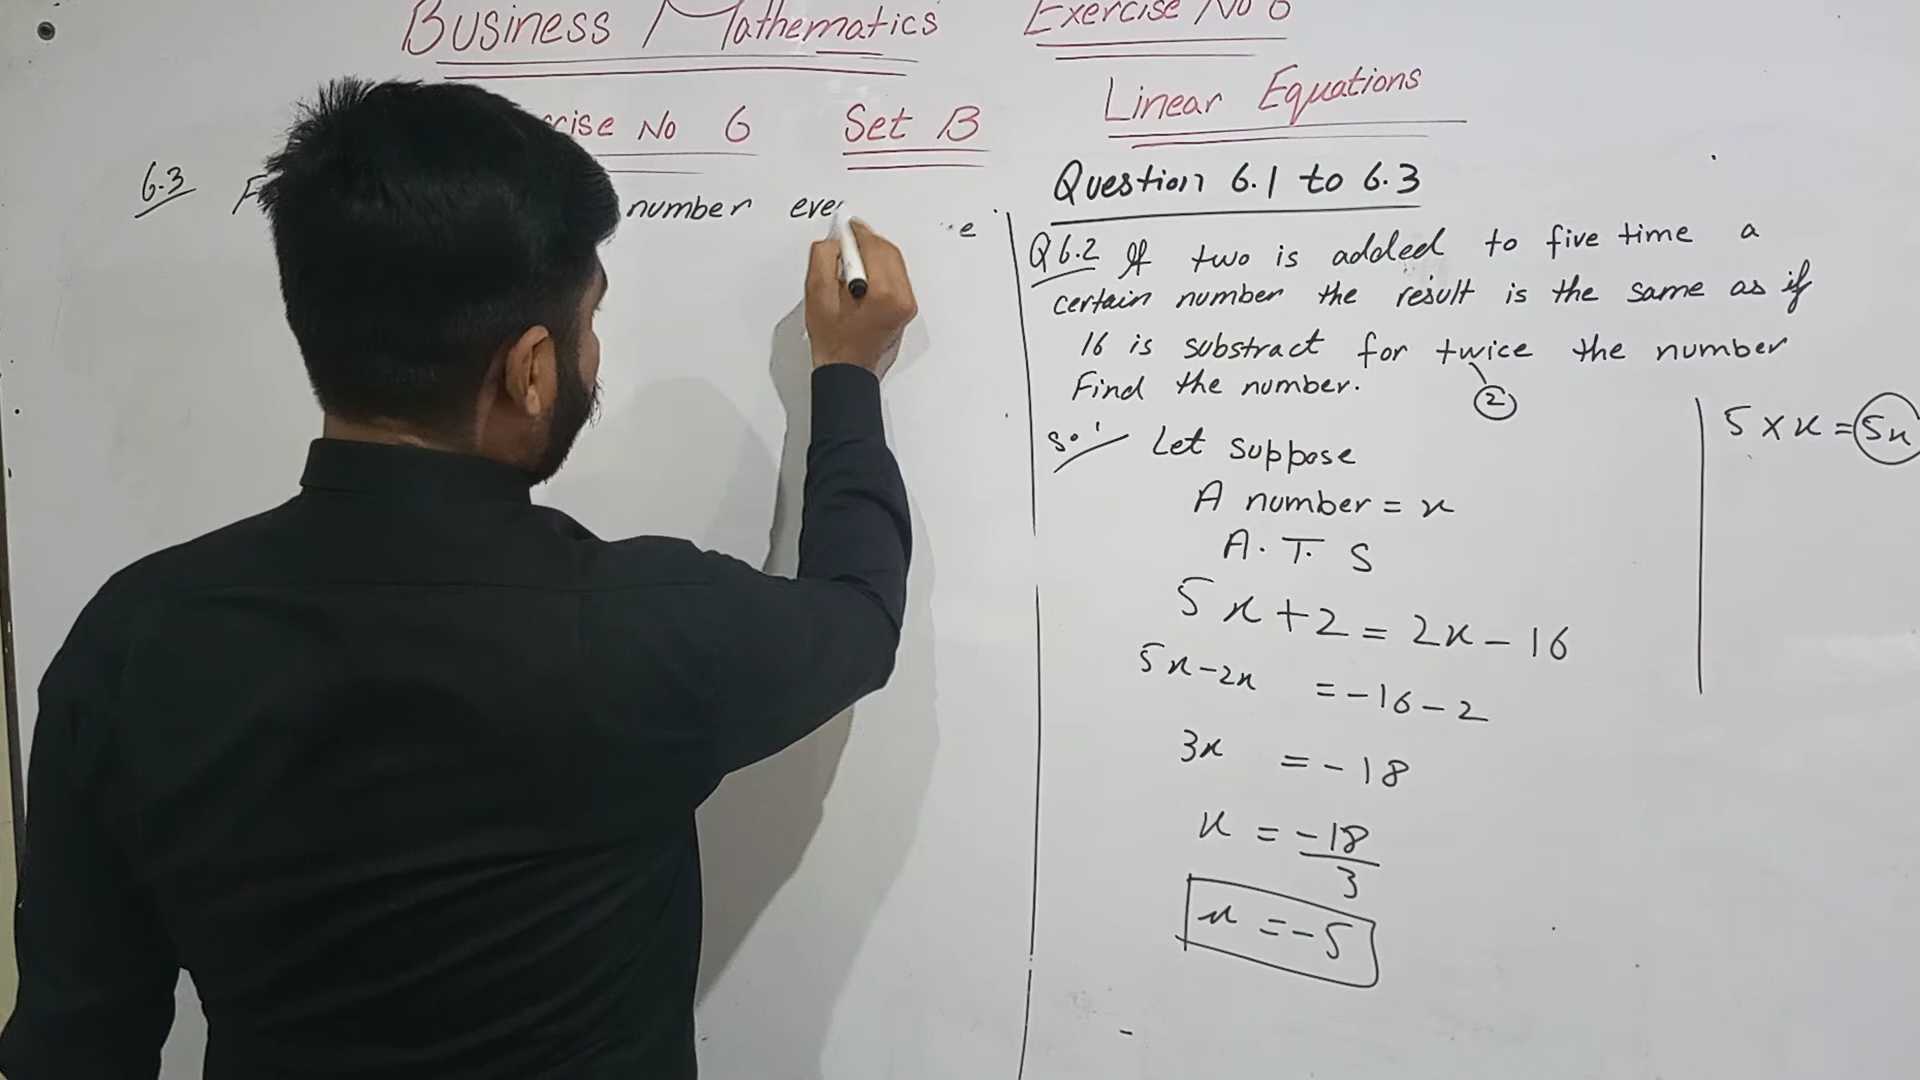 Business Mathematics
Exercise No 6
cise No 6 Set B
Linear Equations
6.3 F
number eve
e
Question 6.1 to 6.3
Q 6.2 If two is added to five time a
certain number the result is the same as if
16 is substract for twice the number
2
Find the number.
5 x x = 5x
Sol Let suppose
A number = x
A. T. S
5x + 2 = 2x - 16
5x - 2x = -16 - 2
3x = -18
x = -18
3
x = -5